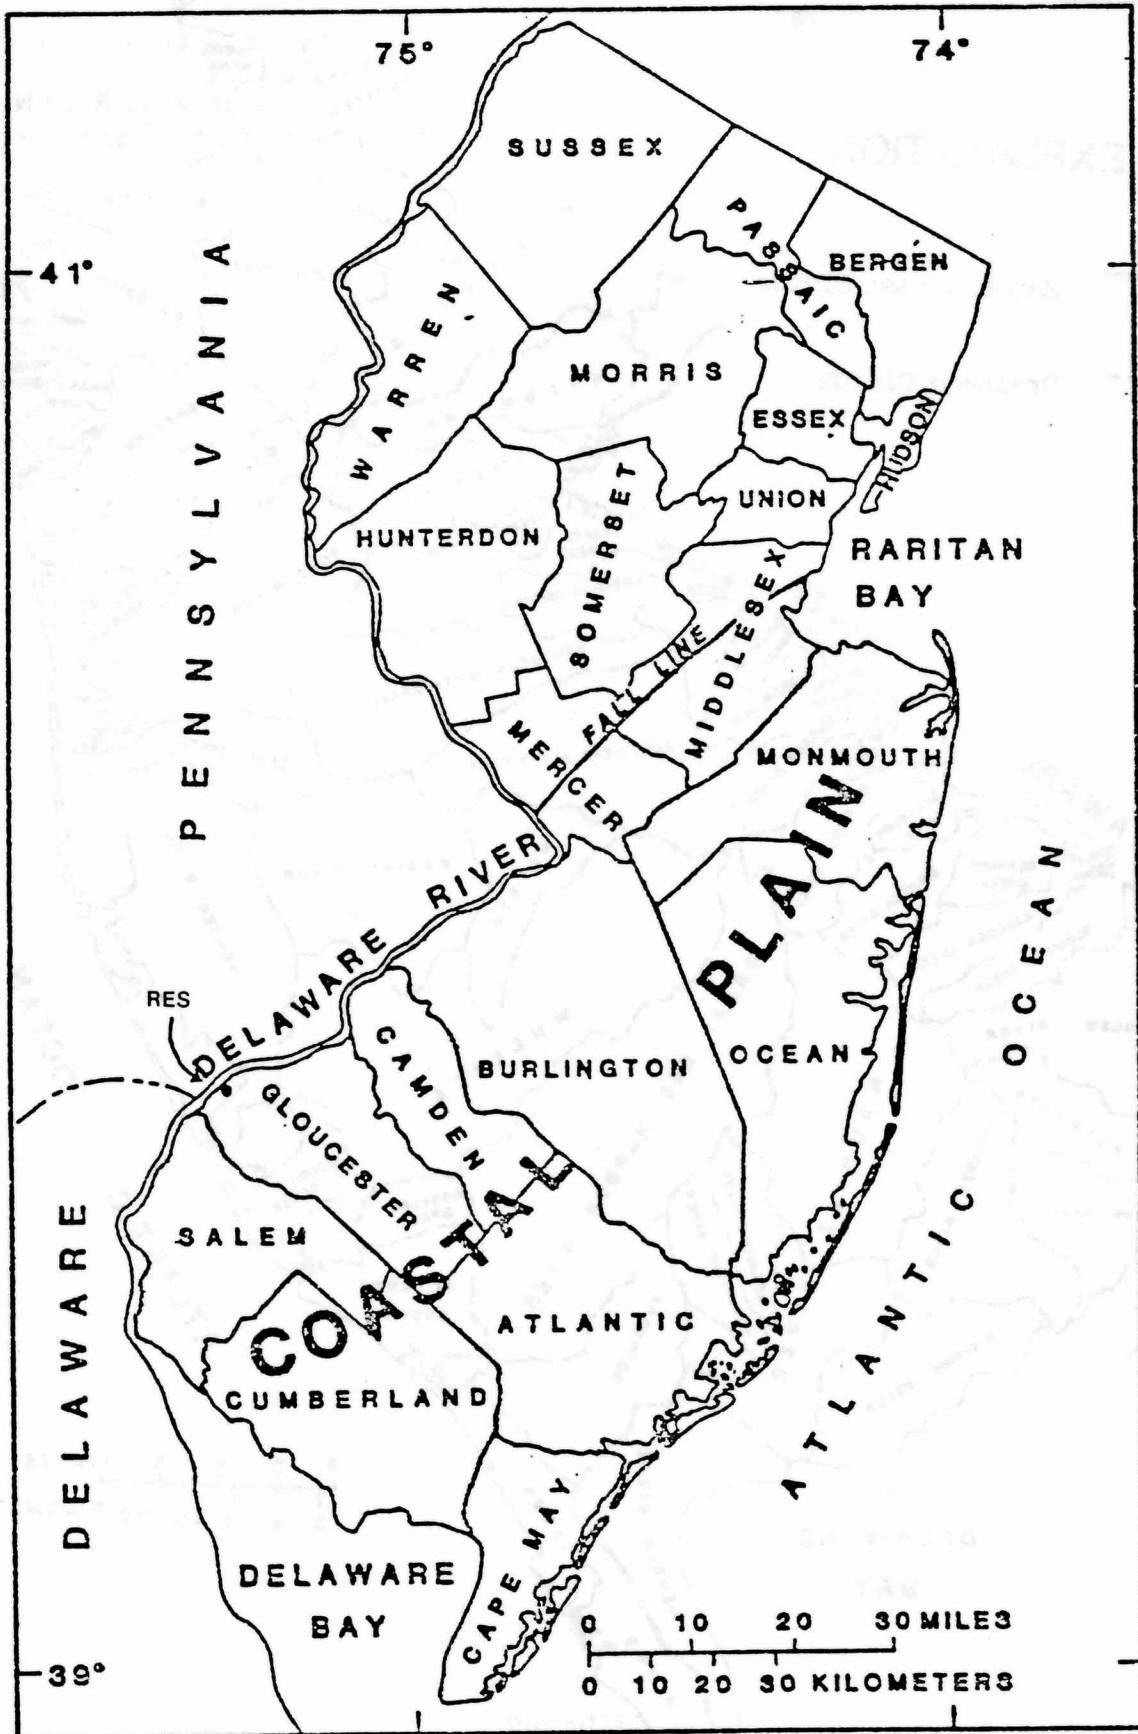 75° 74°
SUSSEX
PASSAIC
BERGEN
41°
WARREN
MORRIS
ESSEX
HUDSON
UNION
HUNTERDON
SOMERSET
RARITAN
BAY
MIDDLESEX
FALL LINE
MERCER
MONMOUTH
PENNSYLVANIA
DELAWARE RIVER
RES
CAMDEN
BURLINGTON
OCEAN
GLOUCESTER
SALEM
COASTAL PLAIN
ATLANTIC
CUMBERLAND
ATLANTIC OCEAN
DELAWARE
CAPE MAY
DELAWARE
BAY
39°
0 10 20 30 MILES
0 10 20 30 KILOMETERS